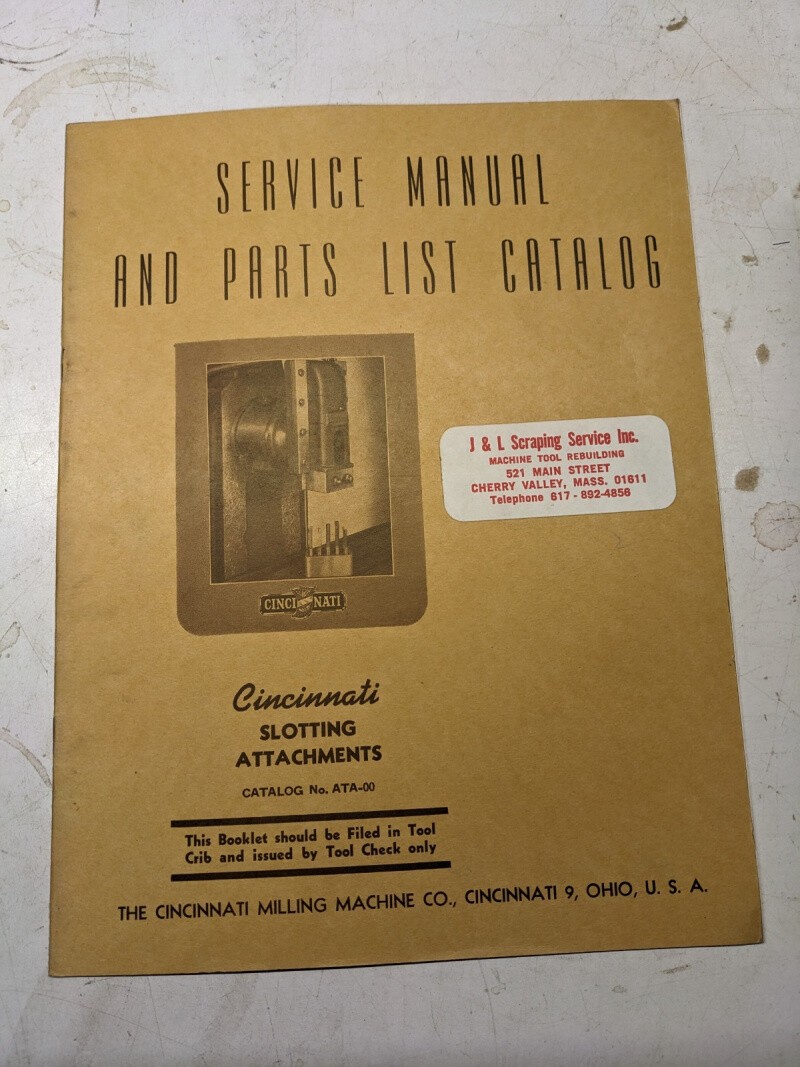 SERVICE MANUAL
AND PARTS LIST CATALOG
J & L Scraping Service Inc.
MACHINE TOOL REBUILDING
521 MAIN STREET
CHERRY VALLEY, MASS. 01611
Telephone 617 - 892-4856
CINCINNATI
Cincinnati
SLOTTING
ATTACHMENTS
CATALOG No. ATA-00
This Booklet should be Filed in Tool
Crib and issued by Tool Check only
THE CINCINNATI MILLING MACHINE CO., CINCINNATI 9, OHIO, U. S. A.